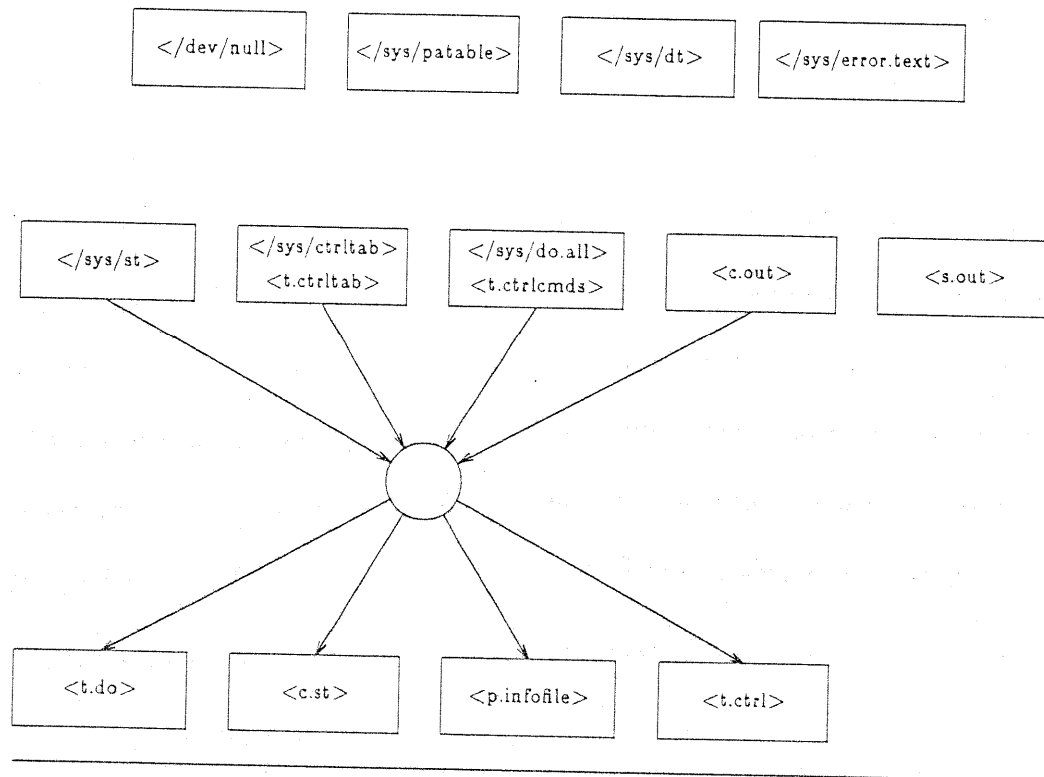 </dev/null>
</sys/patable>
</sys/dt>
</sys/error.text>
</sys/st>
</sys/ctrltab>
<t.ctrltab>
</sys/do.all>
<t.ctrlcmds>
<c.out>
<s.out>
<t.do>
<c.st>
<p.infofile>
<t.ctrl>